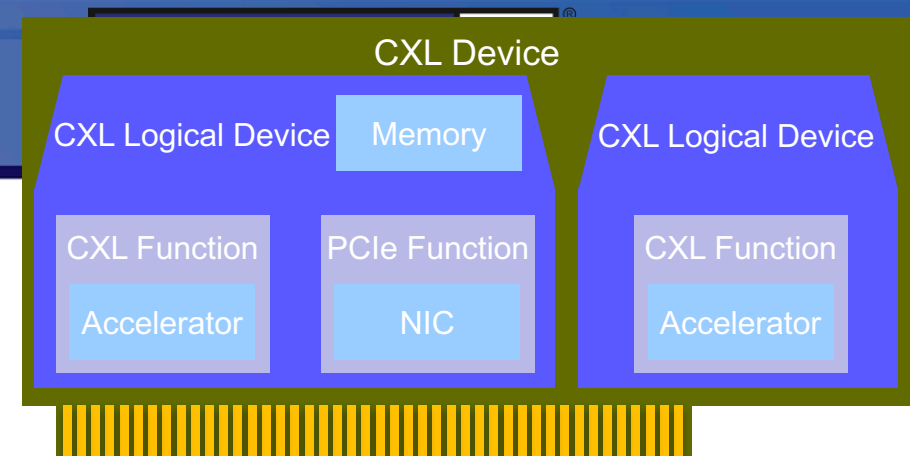 ®
CXL Device
CXL Logical Device
Memory
CXL Function
Accelerator
PCIe Function
NIC
CXL Logical Device
CXL Function
Accelerator